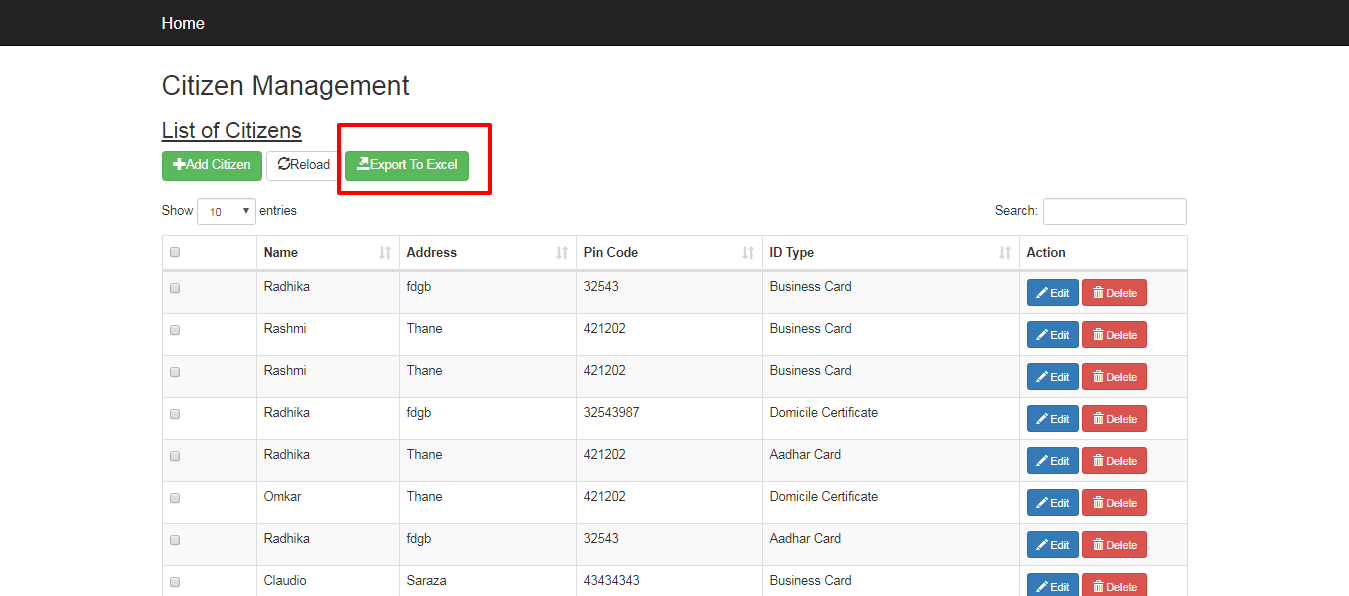 Home
Citizen Management
List of Citizens
Add Citizen Reload Export To Excel
Show 10 entries Search:
Name Address Pin Code ID Type Action
Radhika fdgb 32543 Business Card Edit Delete
Rashmi Thane 421202 Business Card Edit Delete
Rashmi Thane 421202 Business Card Edit Delete
Radhika fdgb 32543987 Domicile Certificate Edit Delete
Radhika Thane 421202 Aadhar Card Edit Delete
Omkar Thane 421202 Domicile Certificate Edit Delete
Radhika fdgb 32543 Aadhar Card Edit Delete
Claudio Saraza 43434343 Business Card Edit Delete